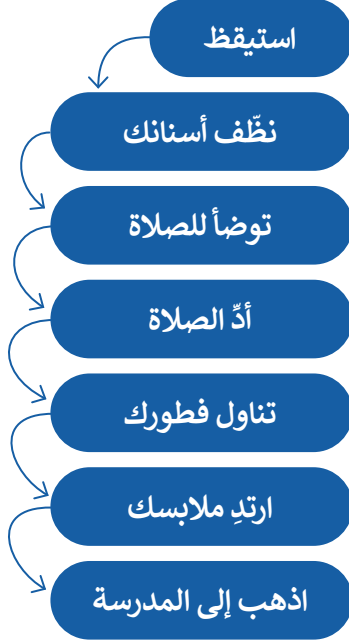 استيقظ
نظّف أسنانك
توضأ للصلاة
أدِّ الصلاة
تناول فطورك
ارتدِ ملابسك
اذهب إلى المدرسة